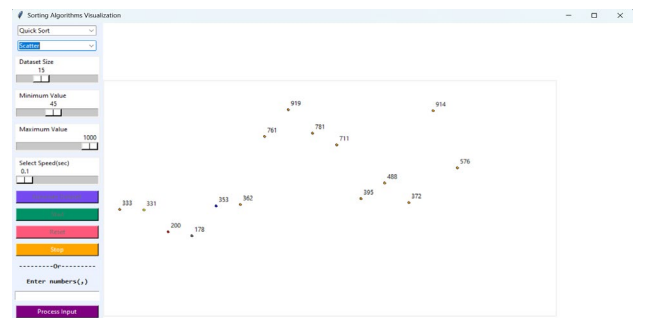 Sorting Algorithms Visualization
Quick Sort
Scatter
Dataset Size
15
Minimum Value
45
Maximum Value
1000
Select Speed(sec)
0.1
Reset
Stop
---------Or---------
Enter numbers(,)
Process Input
919
914
761
781
711
576
488
395
372
353
362
333
331
200
178